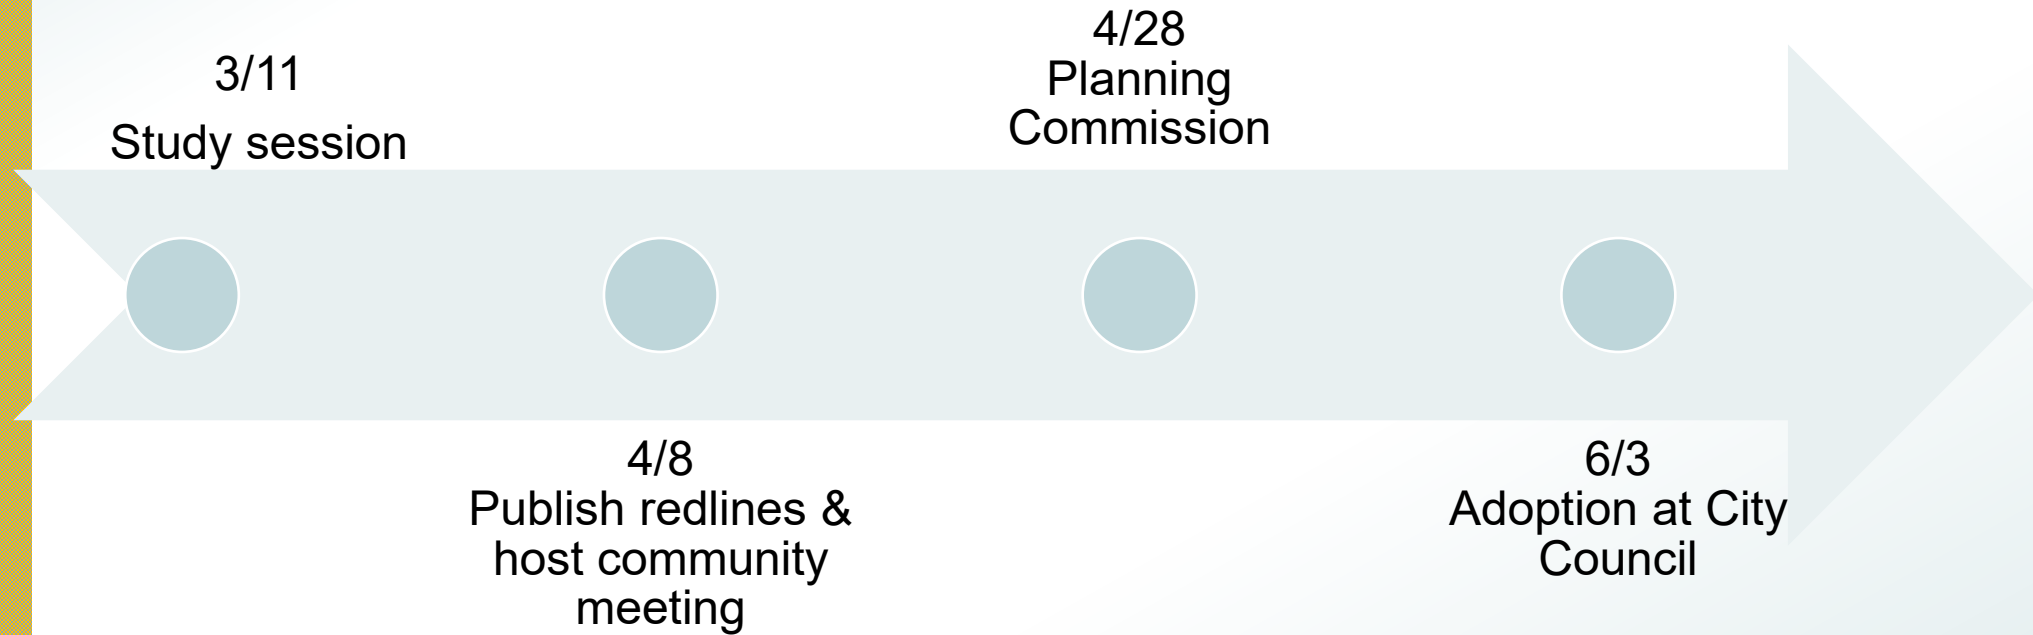 3/11
Study session
4/8
Publish redlines &
host community
meeting
4/28
Planning
Commission
6/3
Adoption at City
Council